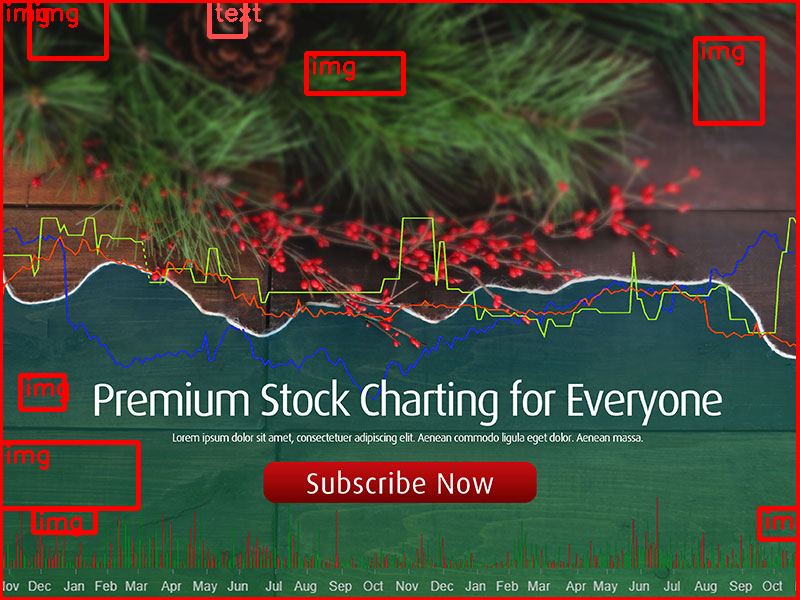 img img text
img
img
img
Premium Stock Charting for Everyone
Lorem ipsum dolor sit amet, consectetuer adipiscing elit. Aenean commodo ligula eget dolor. Aenean massa.
img
Subscribe Now
img
Nov Dec Jan Feb Mar Apr May Jun Jul Aug Sep Oct Nov Dec Jan Feb Mar Apr May Jun Jul Aug Sep Oct